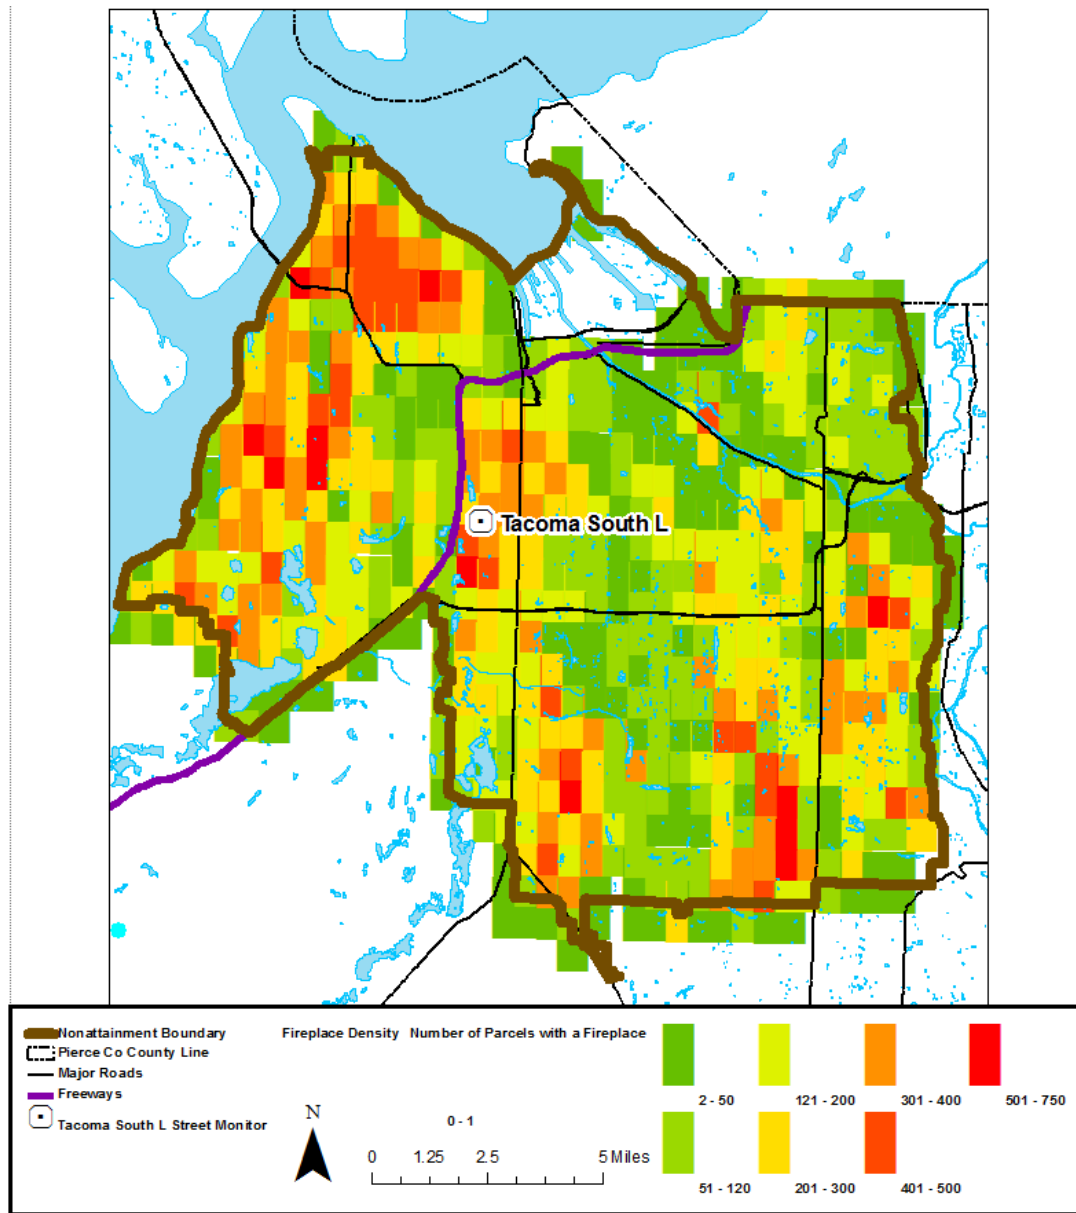 Tacoma South L
Nonattainment Boundary
Pierce Co County Line
Major Roads
Freeways
Tacoma South L Street Monitor
Fireplace Density Number of Parcels with a Fireplace
0 - 1
N
0 1.25 2.5 5 Miles
2 - 50 121 - 200 301 - 400 501 - 750
51 - 120 201 - 300 401 - 500